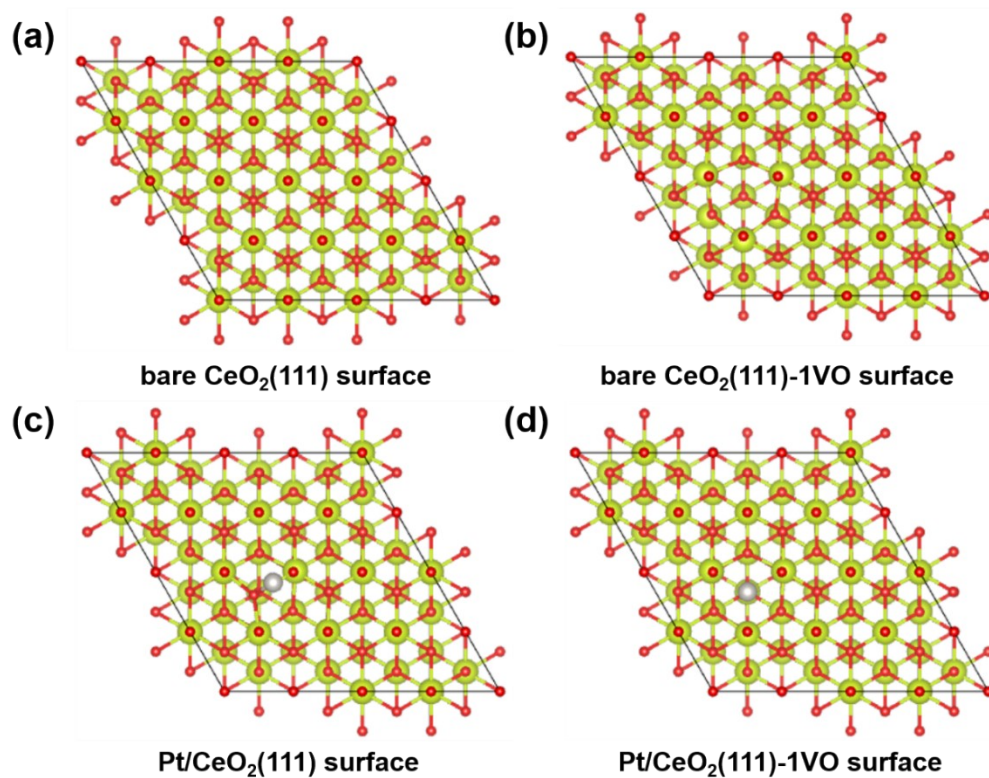 (a)
(b)
bare CeO₂(111) surface
bare CeO₂(111)-1VO surface
(c)
(d)
Pt/CeO₂(111) surface
Pt/CeO₂(111)-1VO surface